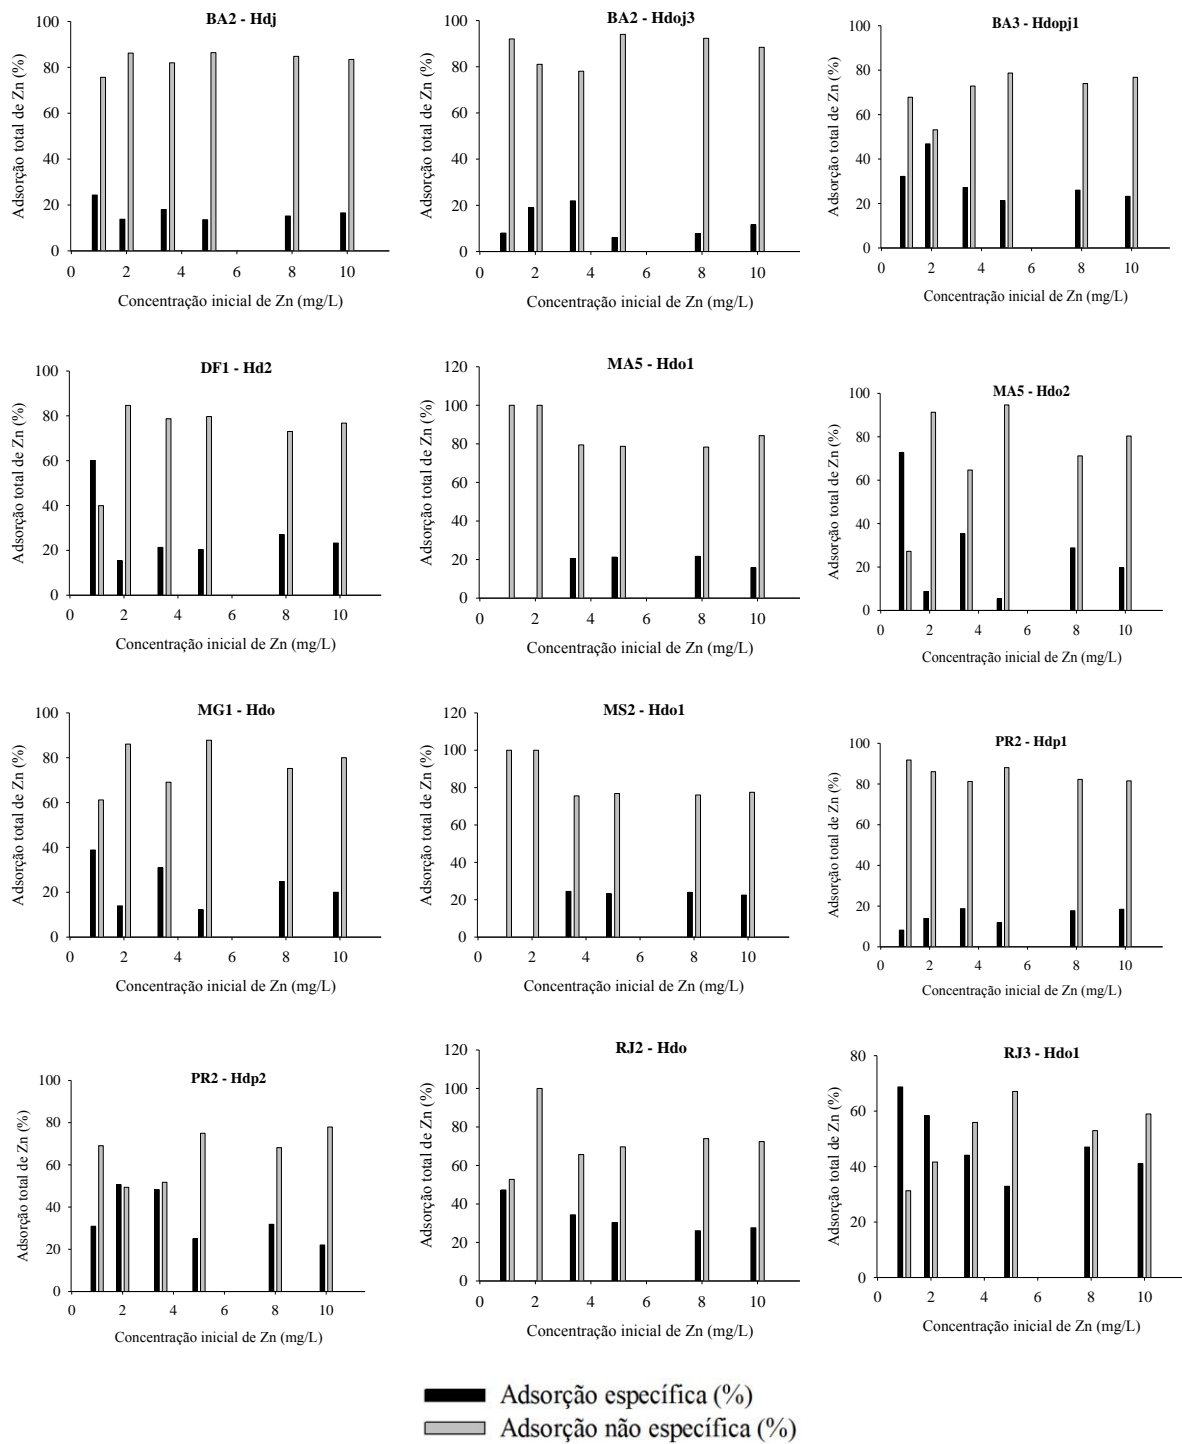 BA2 - Hdj
Adsorção total de Zn (%)
100
80
60
40
20
0
0 2 4 6 8 10
Concentração inicial de Zn (mg/L)
BA2 - Hdoj3
Adsorção total de Zn (%)
100
80
60
40
20
0
0 2 4 6 8 10
Concentração inicial de Zn (mg/L)
BA3 - Hdopj1
Adsorção total de Zn (%)
100
80
60
40
20
0
0 2 4 6 8 10
Concentração inicial de Zn (mg/L)
DF1 - Hd2
Adsorção total de Zn (%)
100
80
60
40
20
0
0 2 4 6 8 10
Concentração inicial de Zn (mg/L)
MA5 - Hdo1
Adsorção total de Zn (%)
120
100
80
60
40
20
0
0 2 4 6 8 10
Concentração inicial de Zn (mg/L)
MA5 - Hdo2
Adsorção total de Zn (%)
100
80
60
40
20
0
0 2 4 6 8 10
Concentração inicial de Zn (mg/L)
MG1 - Hdo
Adsorção total de Zn (%)
100
80
60
40
20
0
0 2 4 6 8 10
Concentração inicial de Zn (mg/L)
MS2 - Hdo1
Adsorção total de Zn (%)
120
100
80
60
40
20
0
0 2 4 6 8 10
Concentração inicial de Zn (mg/L)
PR2 - Hdp1
Adsorção total de Zn (%)
100
80
60
40
20
0
0 2 4 6 8 10
Concentração inicial de Zn (mg/L)
PR2 - Hdp2
Adsorção total de Zn (%)
100
80
60
40
20
0
0 2 4 6 8 10
Concentração inicial de Zn (mg/L)
RJ2 - Hdo
Adsorção total de Zn (%)
120
100
80
60
40
20
0
0 2 4 6 8 10
Concentração inicial de Zn (mg/L)
RJ3 - Hdo1
Adsorção total de Zn (%)
80
60
40
20
0
0 2 4 6 8 10
Concentração inicial de Zn (mg/L)
Adsorção específica (%)
Adsorção não específica (%)